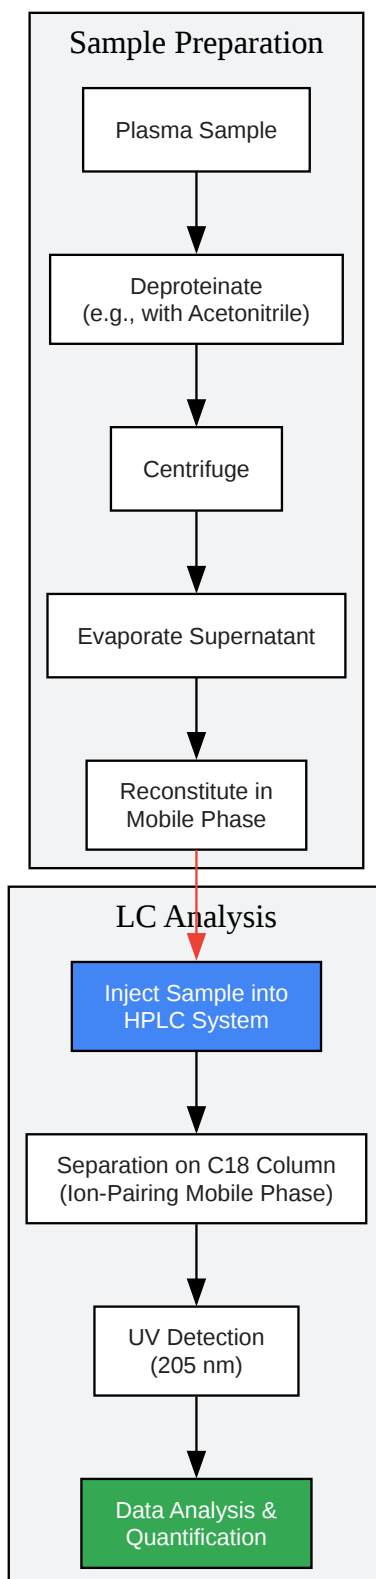 Sample Preparation
Plasma Sample
Deproteinate
(e.g., with Acetonitrile)
Centrifuge
Evaporate Supernatant
Reconstitute in
Mobile Phase
LC Analysis
Inject Sample into
HPLC System
Separation on C18 Column
(Ion-Pairing Mobile Phase)
UV Detection
(205 nm)
Data Analysis &
Quantification